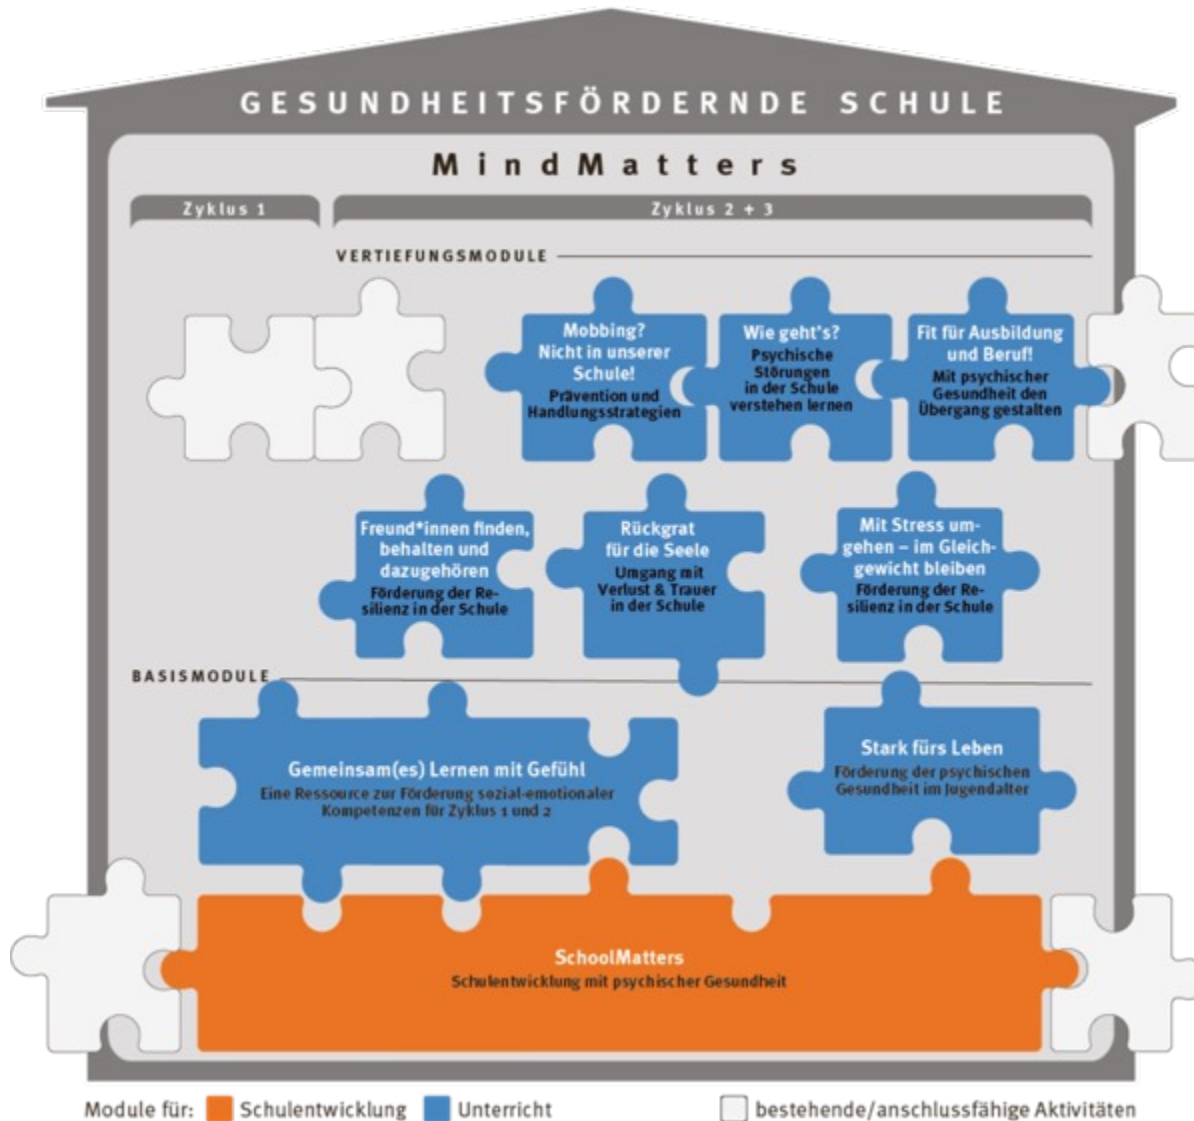 GESUNDHEITSFÖRDERNDE SCHULE
MindMatters
Zyklus 1
Zyklus 2 + 3
VERTIEFUNGSMODULE
Mobbing?
Nicht in unserer
Schule!
Prävention und
Handlungsstrategien
Wie geht's?
Psychische
Störungen
in der Schule
verstehen lernen
Fit für Ausbildung
und Beruf!
Mit psychischer
Gesundheit den
Übergang gestalten
Freund*innen finden,
behalten und
dazugehören
Förderung der Re-
silienz in der Schule
Rückgrat
für die Seele
Umgang mit
Verlust & Trauer
in der Schule
Mit Stress um-
gehen – im Gleich-
gewicht bleiben
Förderung der Re-
silienz in der Schule
BASISMODULE
Gemeinsam(es) Lernen mit Gefühl
Eine Ressource zur Förderung sozial-emotionaler
Kompetenzen für Zyklus 1 und 2
Stark fürs Leben
Förderung der psychischen
Gesundheit im Jugendalter
SchoolMatters
Schulentwicklung mit psychischer Gesundheit
Module für: Schulentwicklung Unterricht bestehende/anschlussfähige Aktivitäten